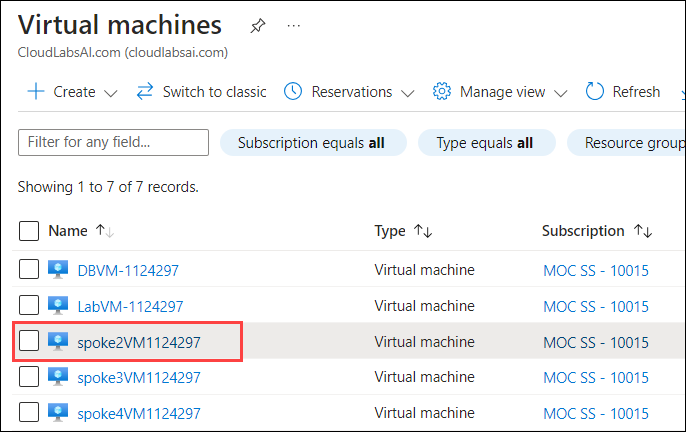 Virtual machines
CloudLabsAI.com (cloudlabsai.com)
Create Switch to classic Reservations Manage view Refresh
Filter for any field... Subscription equals all Type equals all Resource group
Showing 1 to 7 of 7 records.
Name Type Subscription
DBVM-1124297 Virtual machine MOC SS - 10015
LabVM-1124297 Virtual machine MOC SS - 10015
spoke2VM1124297 Virtual machine MOC SS - 10015
spoke3VM1124297 Virtual machine MOC SS - 10015
spoke4VM1124297 Virtual machine MOC SS - 10015